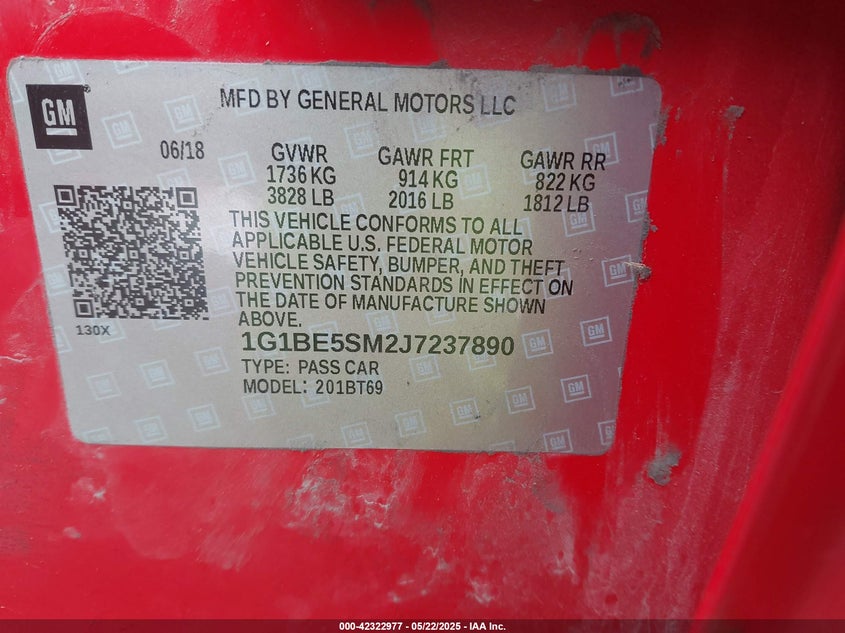 GM
MFD BY GENERAL MOTORS LLC
06/18 GVWR GAWR FRT GAWR RR
1736 KG 914 KG 822 KG
3828 LB 2016 LB 1812 LB
THIS VEHICLE CONFORMS TO ALL
APPLICABLE U.S. FEDERAL MOTOR
VEHICLE SAFETY, BUMPER, AND THEFT
PREVENTION STANDARDS IN EFFECT ON
THE DATE OF MANUFACTURE SHOWN
ABOVE.
130X
1G1BE5SM2J7237890
TYPE: PASS CAR
MODEL: 201BT69
000-42322977 - 05/22/2025 - IAA Inc.